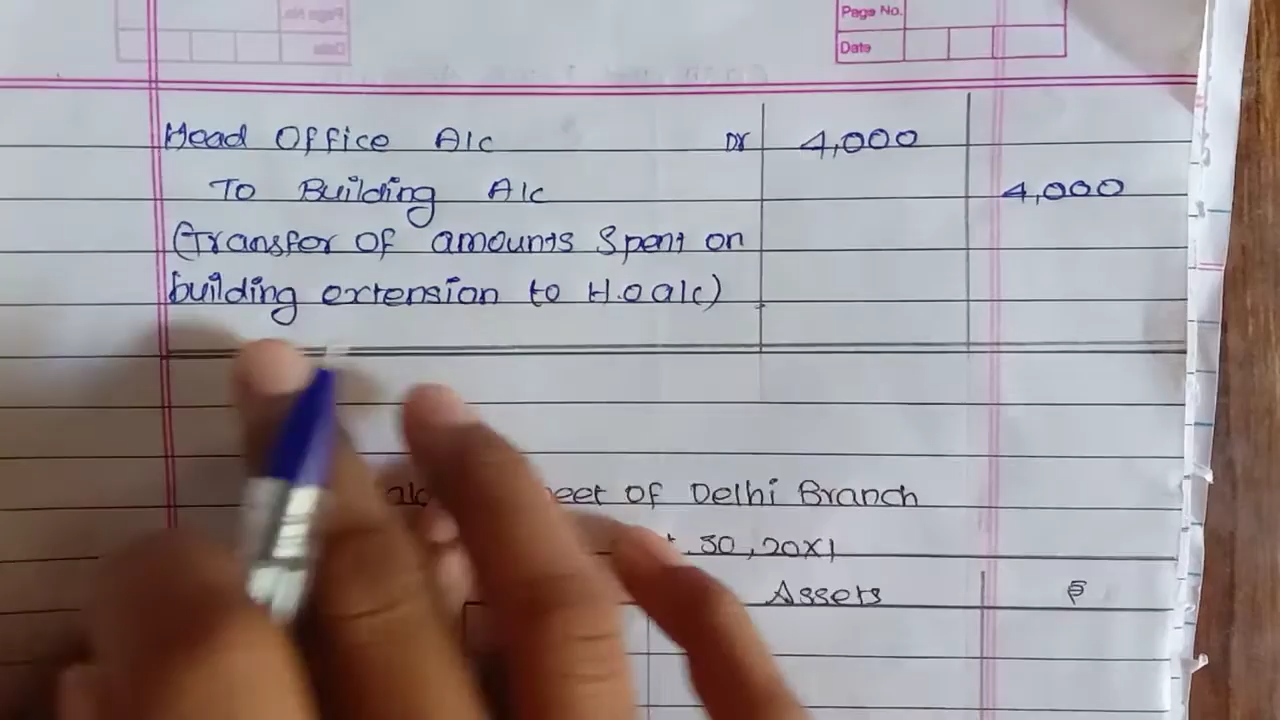 Page No.
Date
Head Office A/c Dr 4,000
To Building A/c 4,000
(Transfer of amounts Spent on
building extension to H.O a/c)
of Delhi Branch
30, 20X1
Assets ₹